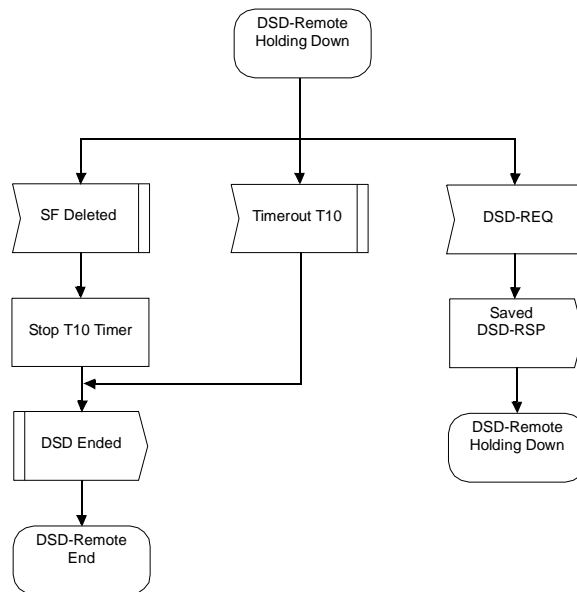 DSD-Remote
Holding Down
SF Deleted
Timerout T10
DSD-REQ
Stop T10 Timer
Saved
DSD-RSP
DSD Ended
DSD-Remote
Holding Down
DSD-Remote
End